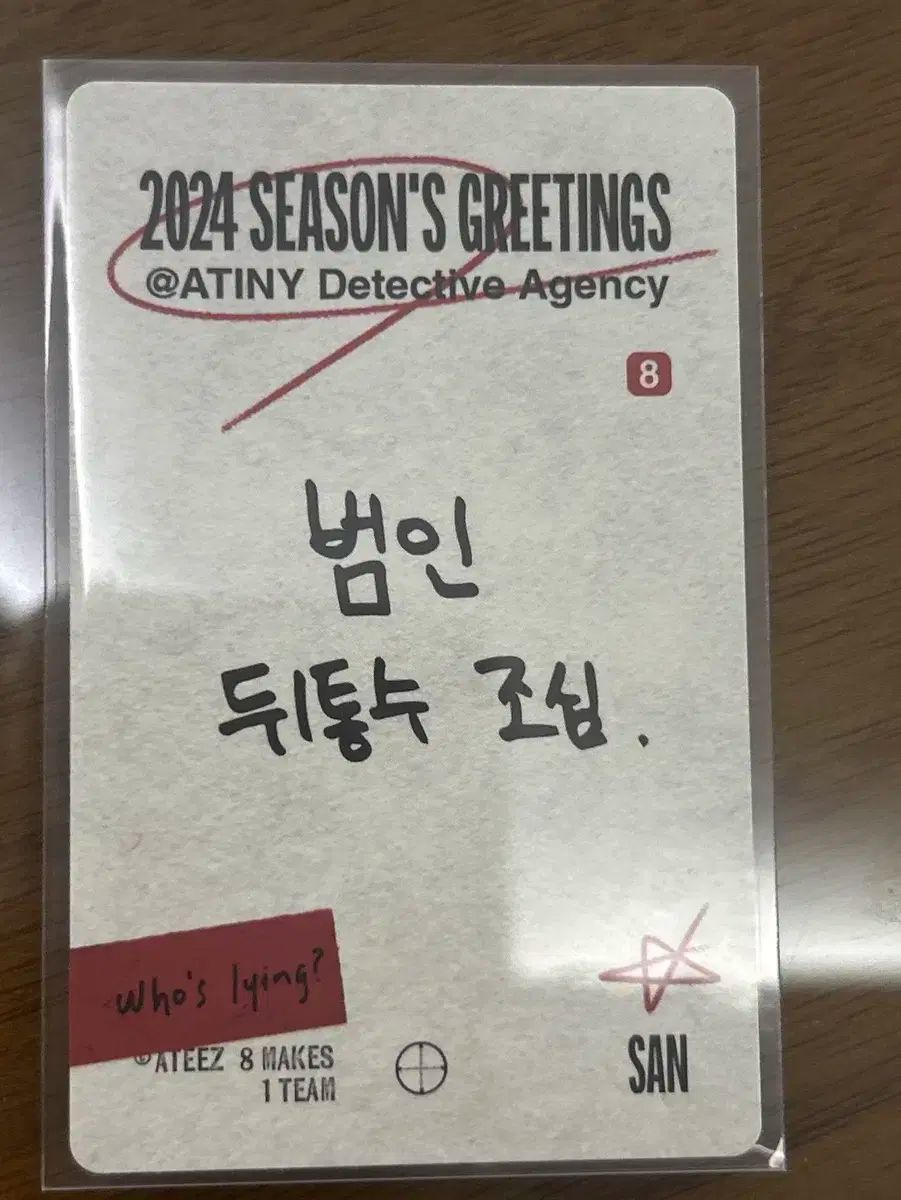 2024 SEASON'S GREETINGS
@ATINY Detective Agency
8
범인
뒤통수 조심.
who's lying?
©ATEEZ 8 MAKES
1 TEAM
SAN